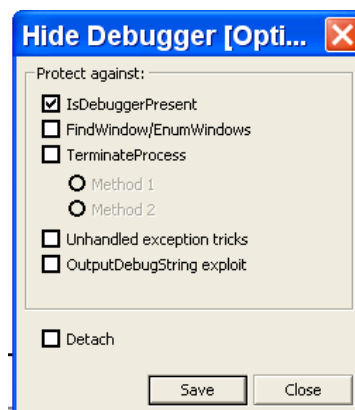 Hide Debugger [Opti...
Protect against:
IsDebuggerPresent
FindWindow/EnumWindows
TerminateProcess
Method 1
Method 2
Unhandled exception tricks
OutputDebugString exploit
Detach
Save Close